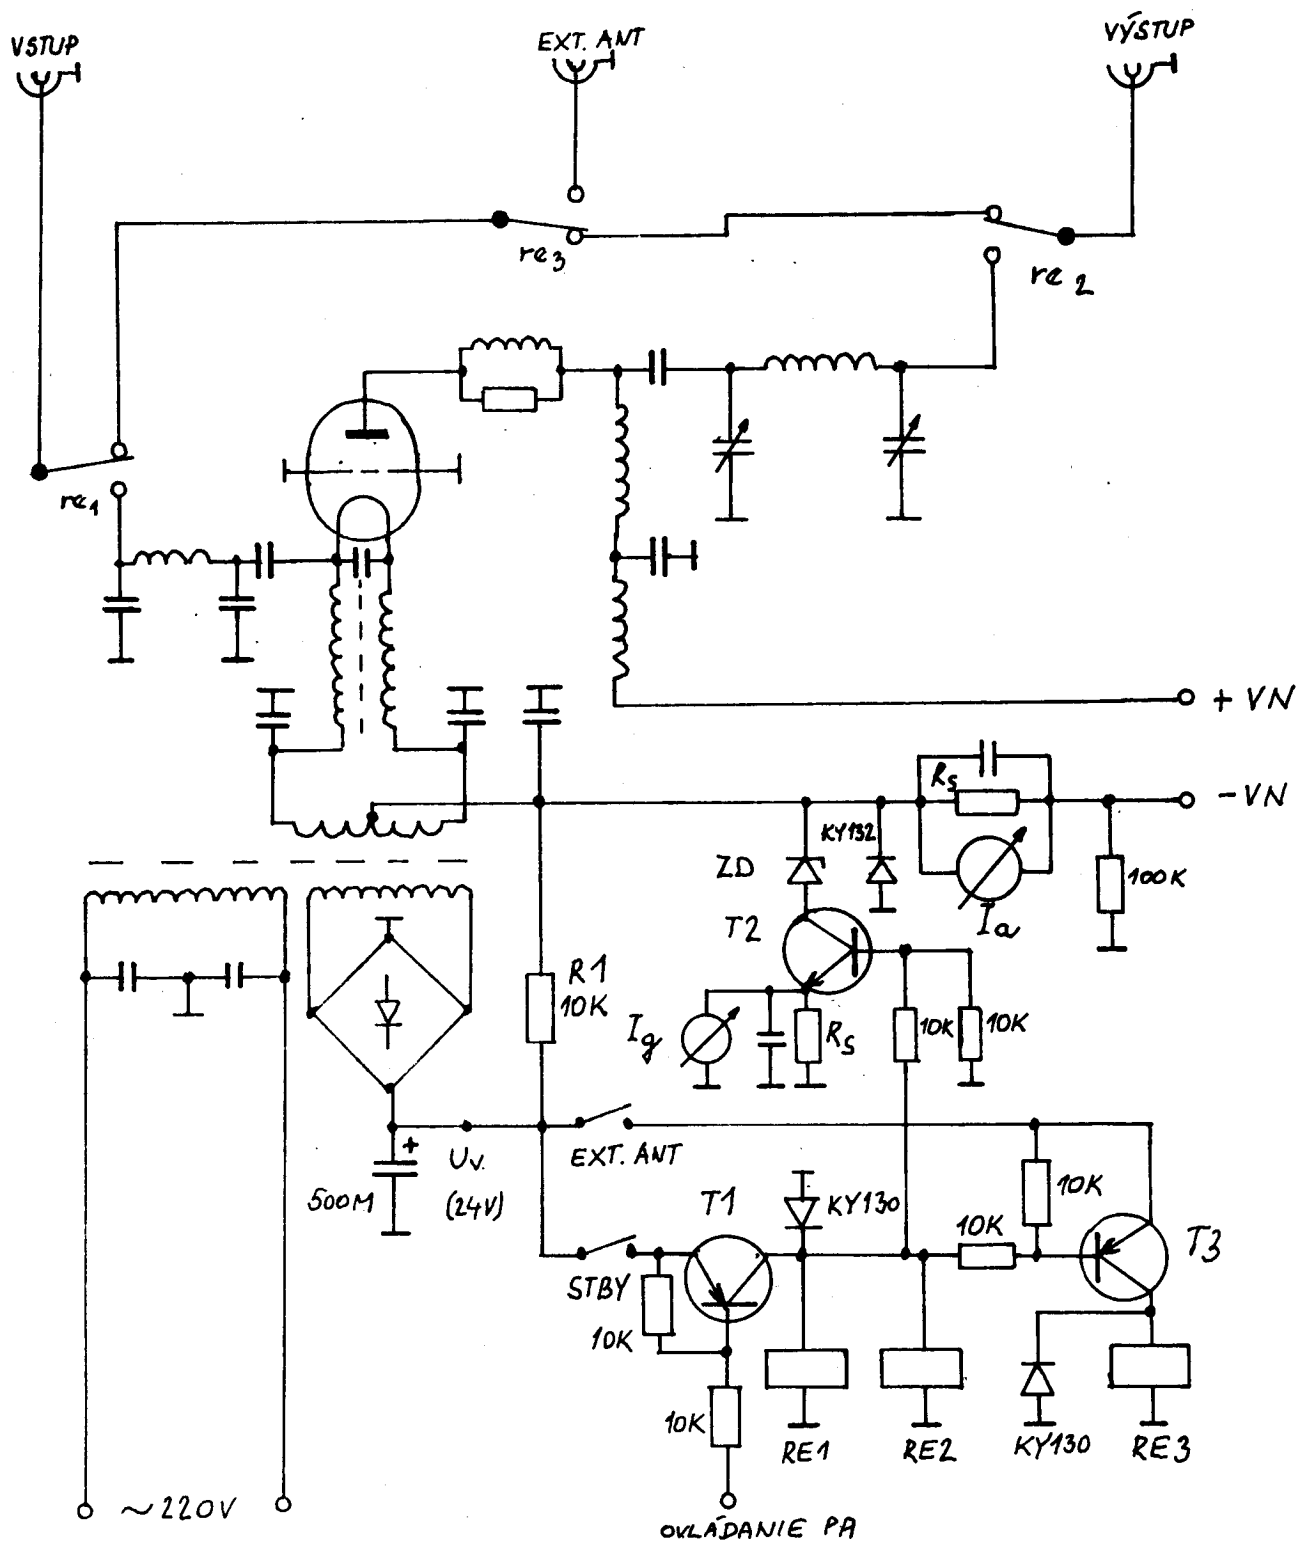 VSTUP
EXT. ANT
VÝSTUP
re3
re2
re1
+ VN
- VN
Rs
KY132
ZD
100K
Ia
T2
R1
10K
Ig
Rs
10K
10K
+
Uv.
(24V)
500M
EXT. ANT
T1
KY130
10K
10K
T3
STBY
10K
10K
RE1
RE2
KY130
RE3
~220V
OVLÁDANIE PA